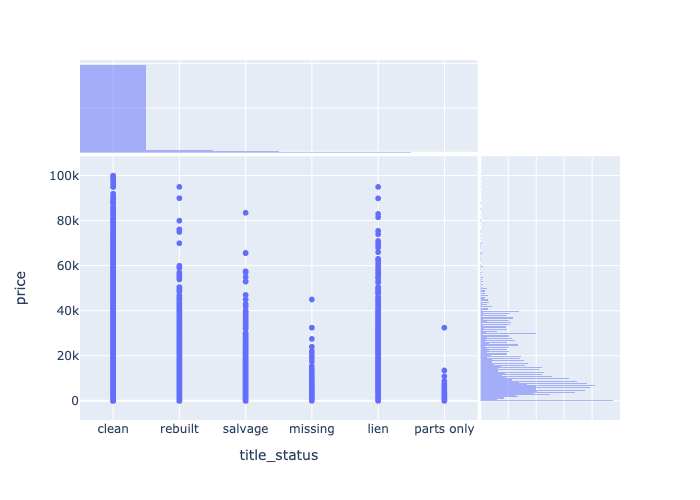 100k
80k
60k
40k
20k
0
price
clean rebuilt salvage missing lien parts only
title_status